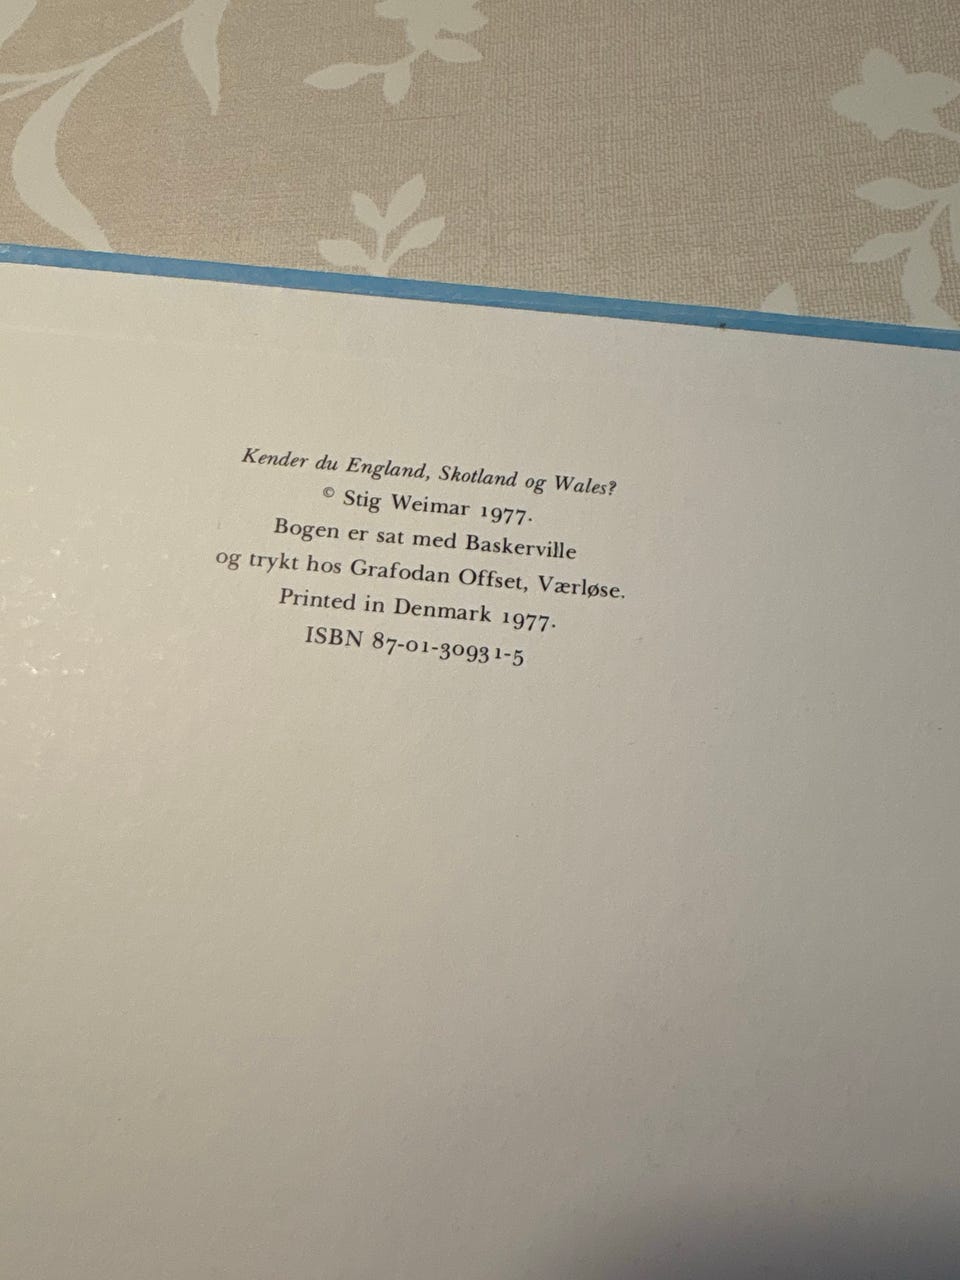 Kender du England, Skotland og Wales?
© Stig Weimar 1977.
Bogen er sat med Baskerville
og trykt hos Grafodan Offset, Værløse.
Printed in Denmark 1977.
ISBN 87-01-30931-5